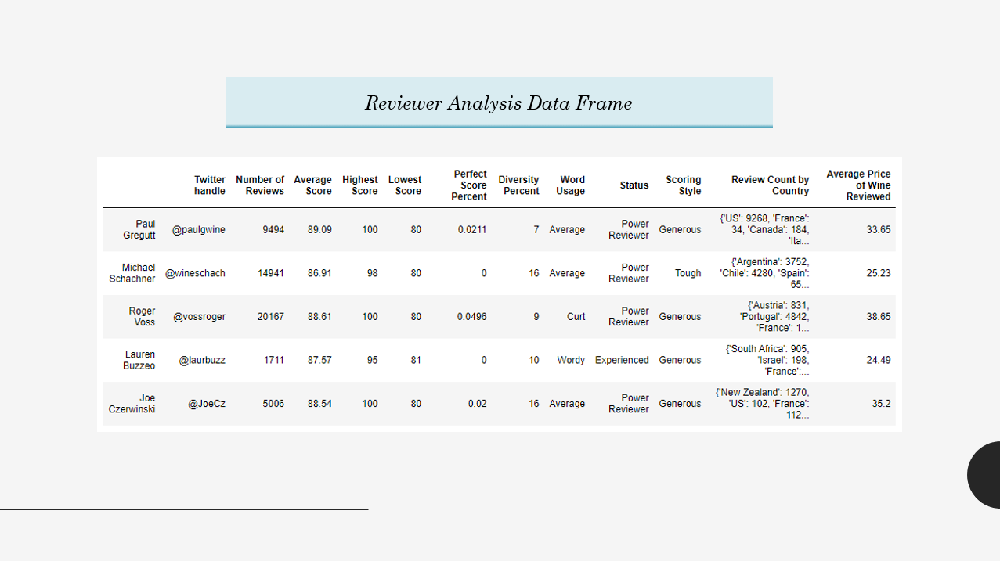 Reviewer Analysis Data Frame
Twitter handle Number of Reviews Average Score Highest Score Lowest Score Perfect Score Percent Diversity Percent Word Usage Status Scoring Style Review Count by Country Average Price of Wine Reviewed
Paul Gregutt @paulgwine 9494 89.09 100 80 0.0211 7 Average Power Reviewer Generous {'US': 9268, 'France': 34, 'Canada': 184, 'Ita... 33.65
Michael Schachner @wineschach 14941 86.91 98 80 0 16 Average Power Reviewer Tough {'Argentina': 3752, 'Chile': 4280, 'Spain': 65... 25.23
Roger Voss @vossroger 20167 88.61 100 80 0.0496 9 Curt Power Reviewer Generous {'Austria': 831, 'Portugal': 4842, 'France': 1... 38.65
Lauren Buzzeo @laurbuzz 1711 87.57 95 81 0 10 Wordy Experienced Generous {'South Africa': 905, 'Israel': 198, 'France':... 24.49
Joe Czerwinski @JoeCz 5006 88.54 100 80 0.02 16 Average Power Reviewer Generous {'New Zealand': 1270, 'US': 102, 'France': 112... 35.2